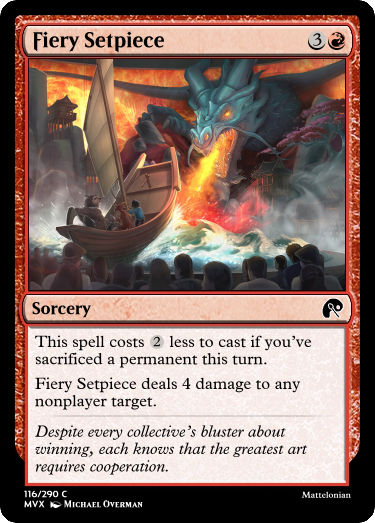 Fiery Setpiece 3
Sorcery
This spell costs 2 less to cast if you've
sacrificed a permanent this turn.
Fiery Setpiece deals 4 damage to any
nonplayer target.
Despite every collective's bluster about
winning, each knows that the greatest art
requires cooperation.
116/290 C
MVX Michael Overman
Mattelonian